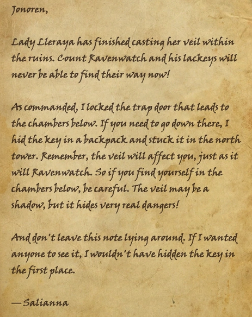 Jonoren,
Lady Lleraya has finished casting her veil within
the ruins. Count Ravenwatch and his lackeys will
never be able to find their way now!
As commanded, I locked the trap door that leads to
the chambers below. If you need to go down there, I
hid the key in a backpack and stuck it in the north
tower. Remember, the veil will affect you, just as it
will Ravenwatch. So if you find yourself in the
chambers below, be careful. The veil may be a
shadow, but it hides very real dangers!
And don't leave this note lying around. If I wanted
anyone to see it, I wouldn't have hidden the key in
the first place.
— Salianna